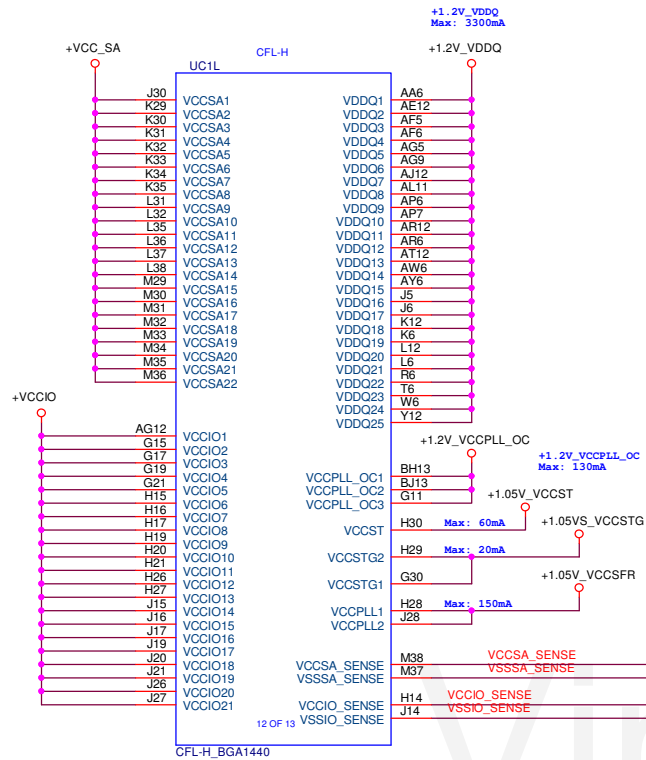 +1.2V_VDDQ
Max: 3300mA
+VCC_SA
CFL-H
+1.2V_VDDQ
UC1L
J30 VCCSA1
K29 VCCSA2
K30 VCCSA3
K31 VCCSA4
K32 VCCSA5
K33 VCCSA6
K34 VCCSA7
K35 VCCSA8
L31 VCCSA9
L32 VCCSA10
L35 VCCSA11
L36 VCCSA12
L37 VCCSA13
L38 VCCSA14
M29 VCCSA15
M30 VCCSA16
M31 VCCSA17
M32 VCCSA18
M33 VCCSA19
M34 VCCSA20
M35 VCCSA21
M36 VCCSA22
VDDQ1 AA6
VDDQ2 AE12
VDDQ3 AF5
VDDQ4 AF6
VDDQ5 AG5
VDDQ6 AG9
VDDQ7 AJ12
VDDQ8 AL11
VDDQ9 AP6
VDDQ10 AP7
VDDQ11 AR12
VDDQ12 AR6
VDDQ13 AT12
VDDQ14 AW6
VDDQ15 AY6
VDDQ16 J5
VDDQ17 J6
VDDQ18 K12
VDDQ19 K6
VDDQ20 L12
VDDQ21 L6
VDDQ22 R6
VDDQ23 T6
VDDQ24 W6
VDDQ25 Y12
+VCCIO
AG12 VCCIO1
G15 VCCIO2
G17 VCCIO3
G19 VCCIO4
G21 VCCIO5
H15 VCCIO6
H16 VCCIO7
H17 VCCIO8
H19 VCCIO9
H20 VCCIO10
H21 VCCIO11
H26 VCCIO12
H27 VCCIO13
J15 VCCIO14
J16 VCCIO15
J17 VCCIO16
J19 VCCIO17
J20 VCCIO18
J21 VCCIO19
J26 VCCIO20
J27 VCCIO21
+1.2V_VCCPLL_OC
+1.2V_VCCPLL_OC
Max: 130mA
VCCPLL_OC1 BH13
VCCPLL_OC2 BJ13
VCCPLL_OC3 G11
+1.05V_VCCST
VCCST H30 Max: 60mA
+1.05VS_VCCSTG
VCCSTG2 H29 Max: 20mA
VCCSTG1 G30
+1.05V_VCCSFR
VCCPLL1 H28 Max: 150mA
VCCPLL2 J28
VCCSA_SENSE M38 VCCSA_SENSE
VSSSA_SENSE M37 VSSSA_SENSE
VCCIO_SENSE H14 VCCIO_SENSE
VSSIO_SENSE J14 VSSIO_SENSE
12 OF 13
CFL-H_BGA1440